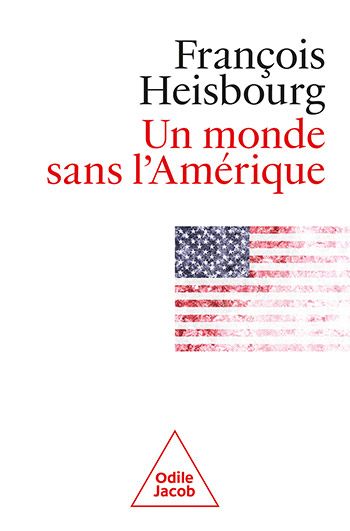 François
Heisbourg
Un monde
sans l’Amérique
Odile
Jacob